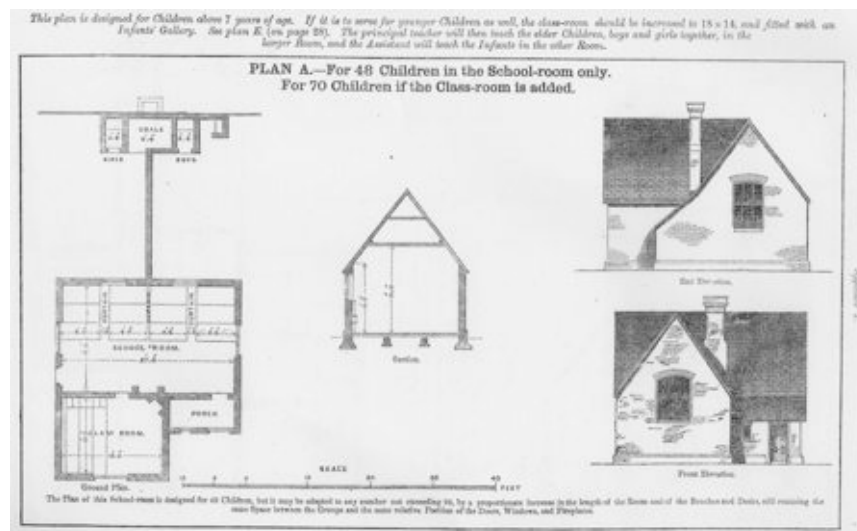 This plan is designed for Children above 7 years of age. If it is to serve for younger Children as well, the class-room should be increased to 18 x 14, and fitted with an
Infants' Gallery. See plan E (on page 28). The principal teacher will then teach the older Children, boys and girls together, in the
larger Room, and the Assistant will teach the Infants in the other Room.
PLAN A.—For 48 Children in the School-room only.
For 70 Children if the Class-room is added.
COALS
GIRLS
BOYS
CURTAIN
CURTAIN
SCHOOL ROOM.
CLASS ROOM.
PORCH
Ground Plan.
Section.
End Elevation.
Front Elevation.
SCALE
FEET
The Plan of this School-room is designed for 48 Children, but it may be adapted to any number not exceeding by a proportionate increase in the length of the Room and of the Benches and Desks, still retaining the
same Space between the Groups and the same relative Position of the Doors, Windows, and Fireplaces.